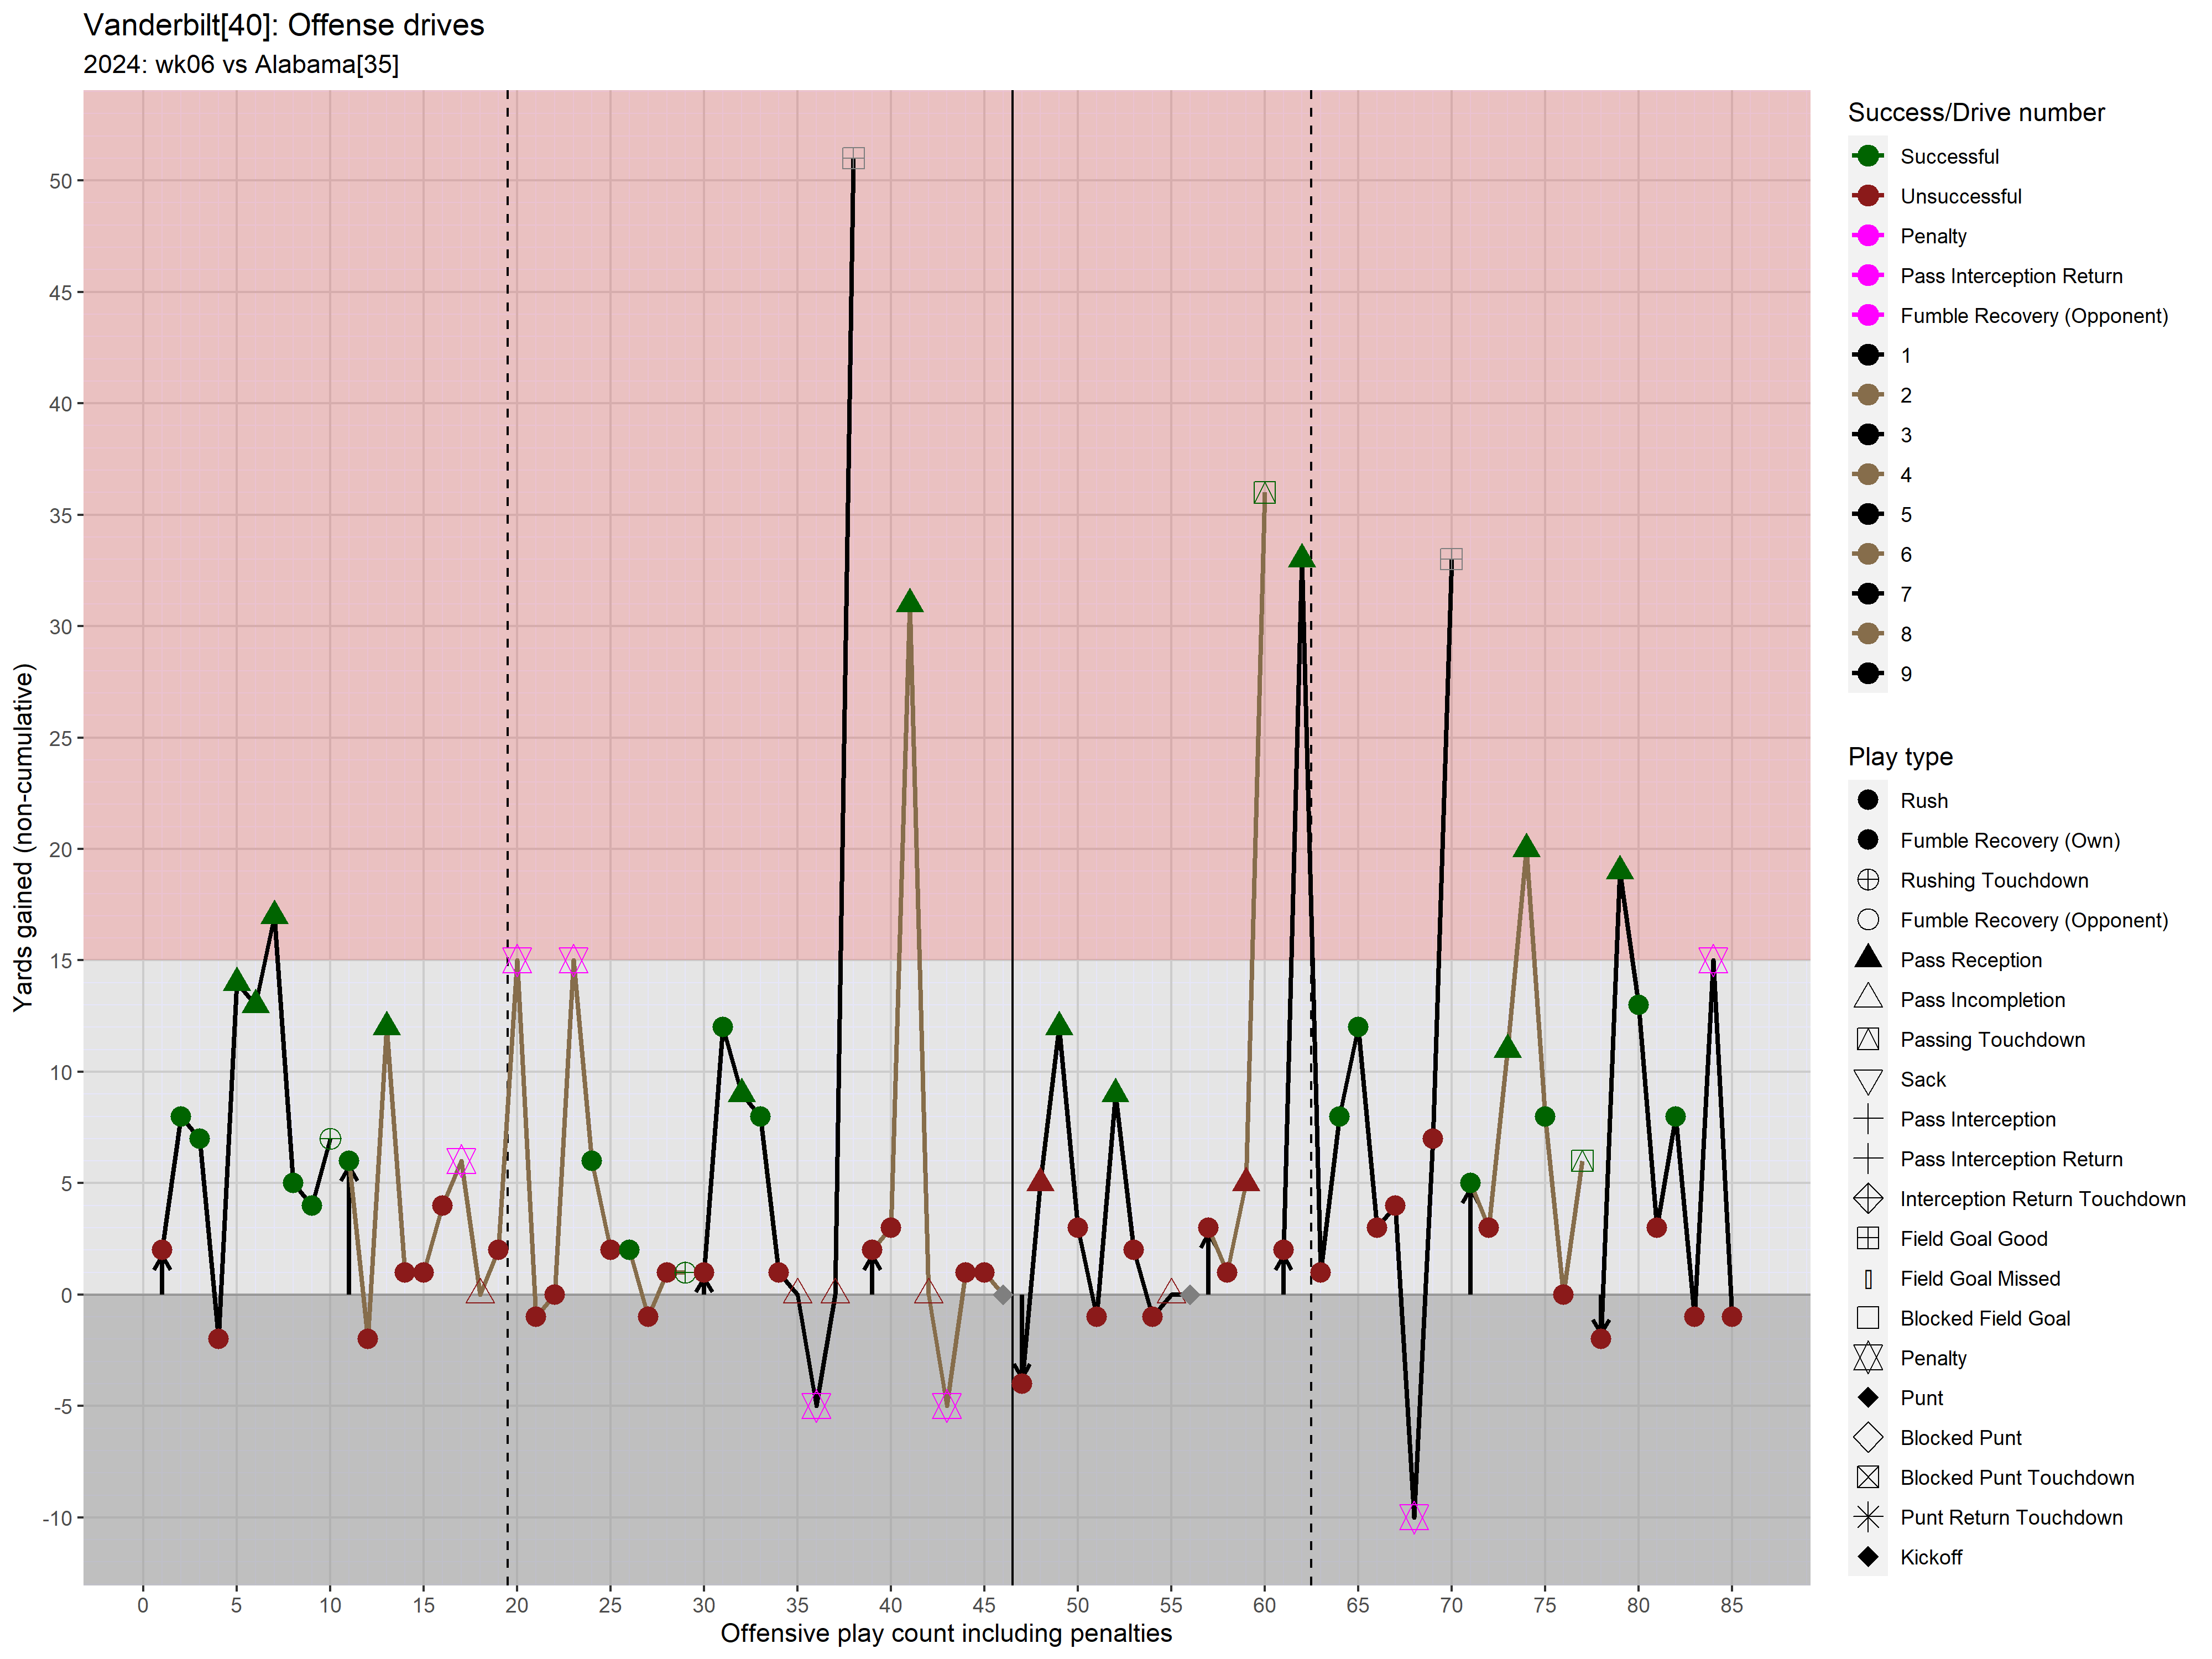 Vanderbilt[40]: Offense drives
2024: wk06 vs Alabama[35]
Yards gained (non-cumulative)
50
45
40
35
30
25
20
15
10
5
0
-5
-10
0 5 10 15 20 25 30 35 40 45 50 55 60 65 70 75 80 85
Offensive play count including penalties
Success/Drive number
Successful
Unsuccessful
Penalty
Pass Interception Return
Fumble Recovery (Opponent)
1
2
3
4
5
6
7
8
9
Play type
Rush
Fumble Recovery (Own)
Rushing Touchdown
Fumble Recovery (Opponent)
Pass Reception
Pass Incompletion
Passing Touchdown
Sack
Pass Interception
Pass Interception Return
Interception Return Touchdown
Field Goal Good
Field Goal Missed
Blocked Field Goal
Penalty
Punt
Blocked Punt
Blocked Punt Touchdown
Punt Return Touchdown
Kickoff